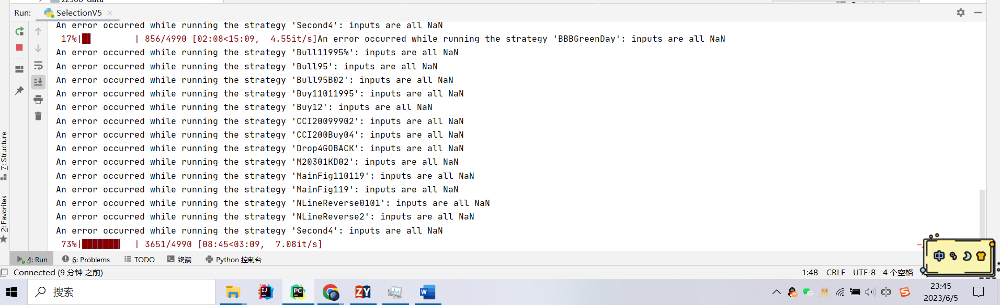 zz500_data
Run: SelectionV5
An error occurred while running the strategy 'Second4': inputs are all NaN
17%| | 856/4990 [02:08<15:09, 4.55it/s]An error occurred while running the strategy 'BBBGreenDay': inputs are all NaN
An error occurred while running the strategy 'Bull11995%': inputs are all NaN
An error occurred while running the strategy 'Bull95': inputs are all NaN
An error occurred while running the strategy 'Bull95B02': inputs are all NaN
An error occurred while running the strategy 'Buy11011995': inputs are all NaN
An error occurred while running the strategy 'Buy12': inputs are all NaN
An error occurred while running the strategy 'CCI20099902': inputs are all NaN
An error occurred while running the strategy 'CCI200Buy04': inputs are all NaN
An error occurred while running the strategy 'Drop4GOBACK': inputs are all NaN
An error occurred while running the strategy 'M20301KD02': inputs are all NaN
An error occurred while running the strategy 'MainFig110119': inputs are all NaN
An error occurred while running the strategy 'MainFig119': inputs are all NaN
An error occurred while running the strategy 'NLineReverse0101': inputs are all NaN
An error occurred while running the strategy 'NLineReverse2': inputs are all NaN
An error occurred while running the strategy 'Second4': inputs are all NaN
73%| | 3651/4990 [08:45<03:09, 7.08it/s]
7: Structure
2: Favorites
4: Run 6: Problems TODO 终端 Python 控制台
Connected (9 分钟 之前)
1:48 CRLF UTF-8 4 个空格
中
搜索
IJ
PC
ZY
W
中
S
23:45
2023/6/5